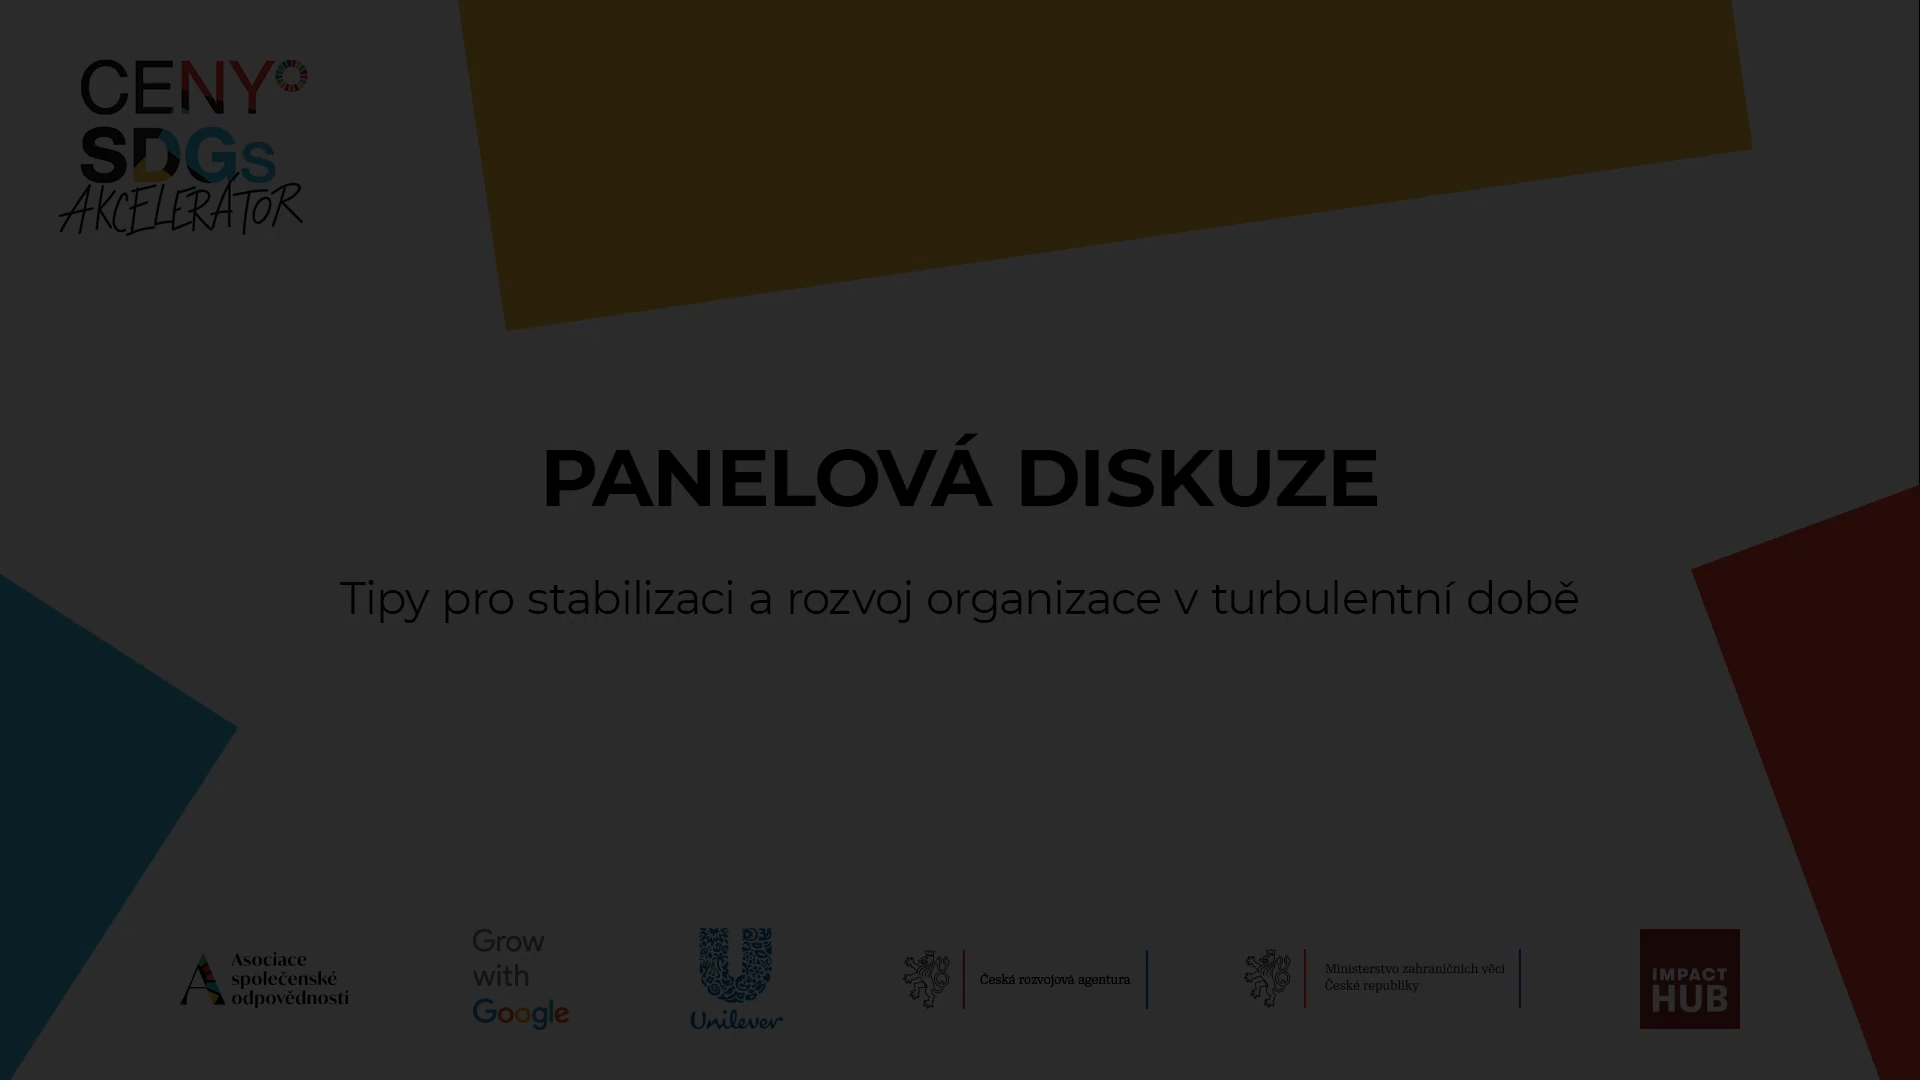 CENY
SDGs
AKCELERÁTOR
PANELOVÁ DISKUZE
Tipy pro stabilizaci a rozvoj organizace v turbulentní době
Asociace
společenské
odpovědnosti
Grow
with
Google
Unilever
Česká rozvojová agentura
Ministerstvo zahraničních věcí
České republiky
IMPACT
HUB